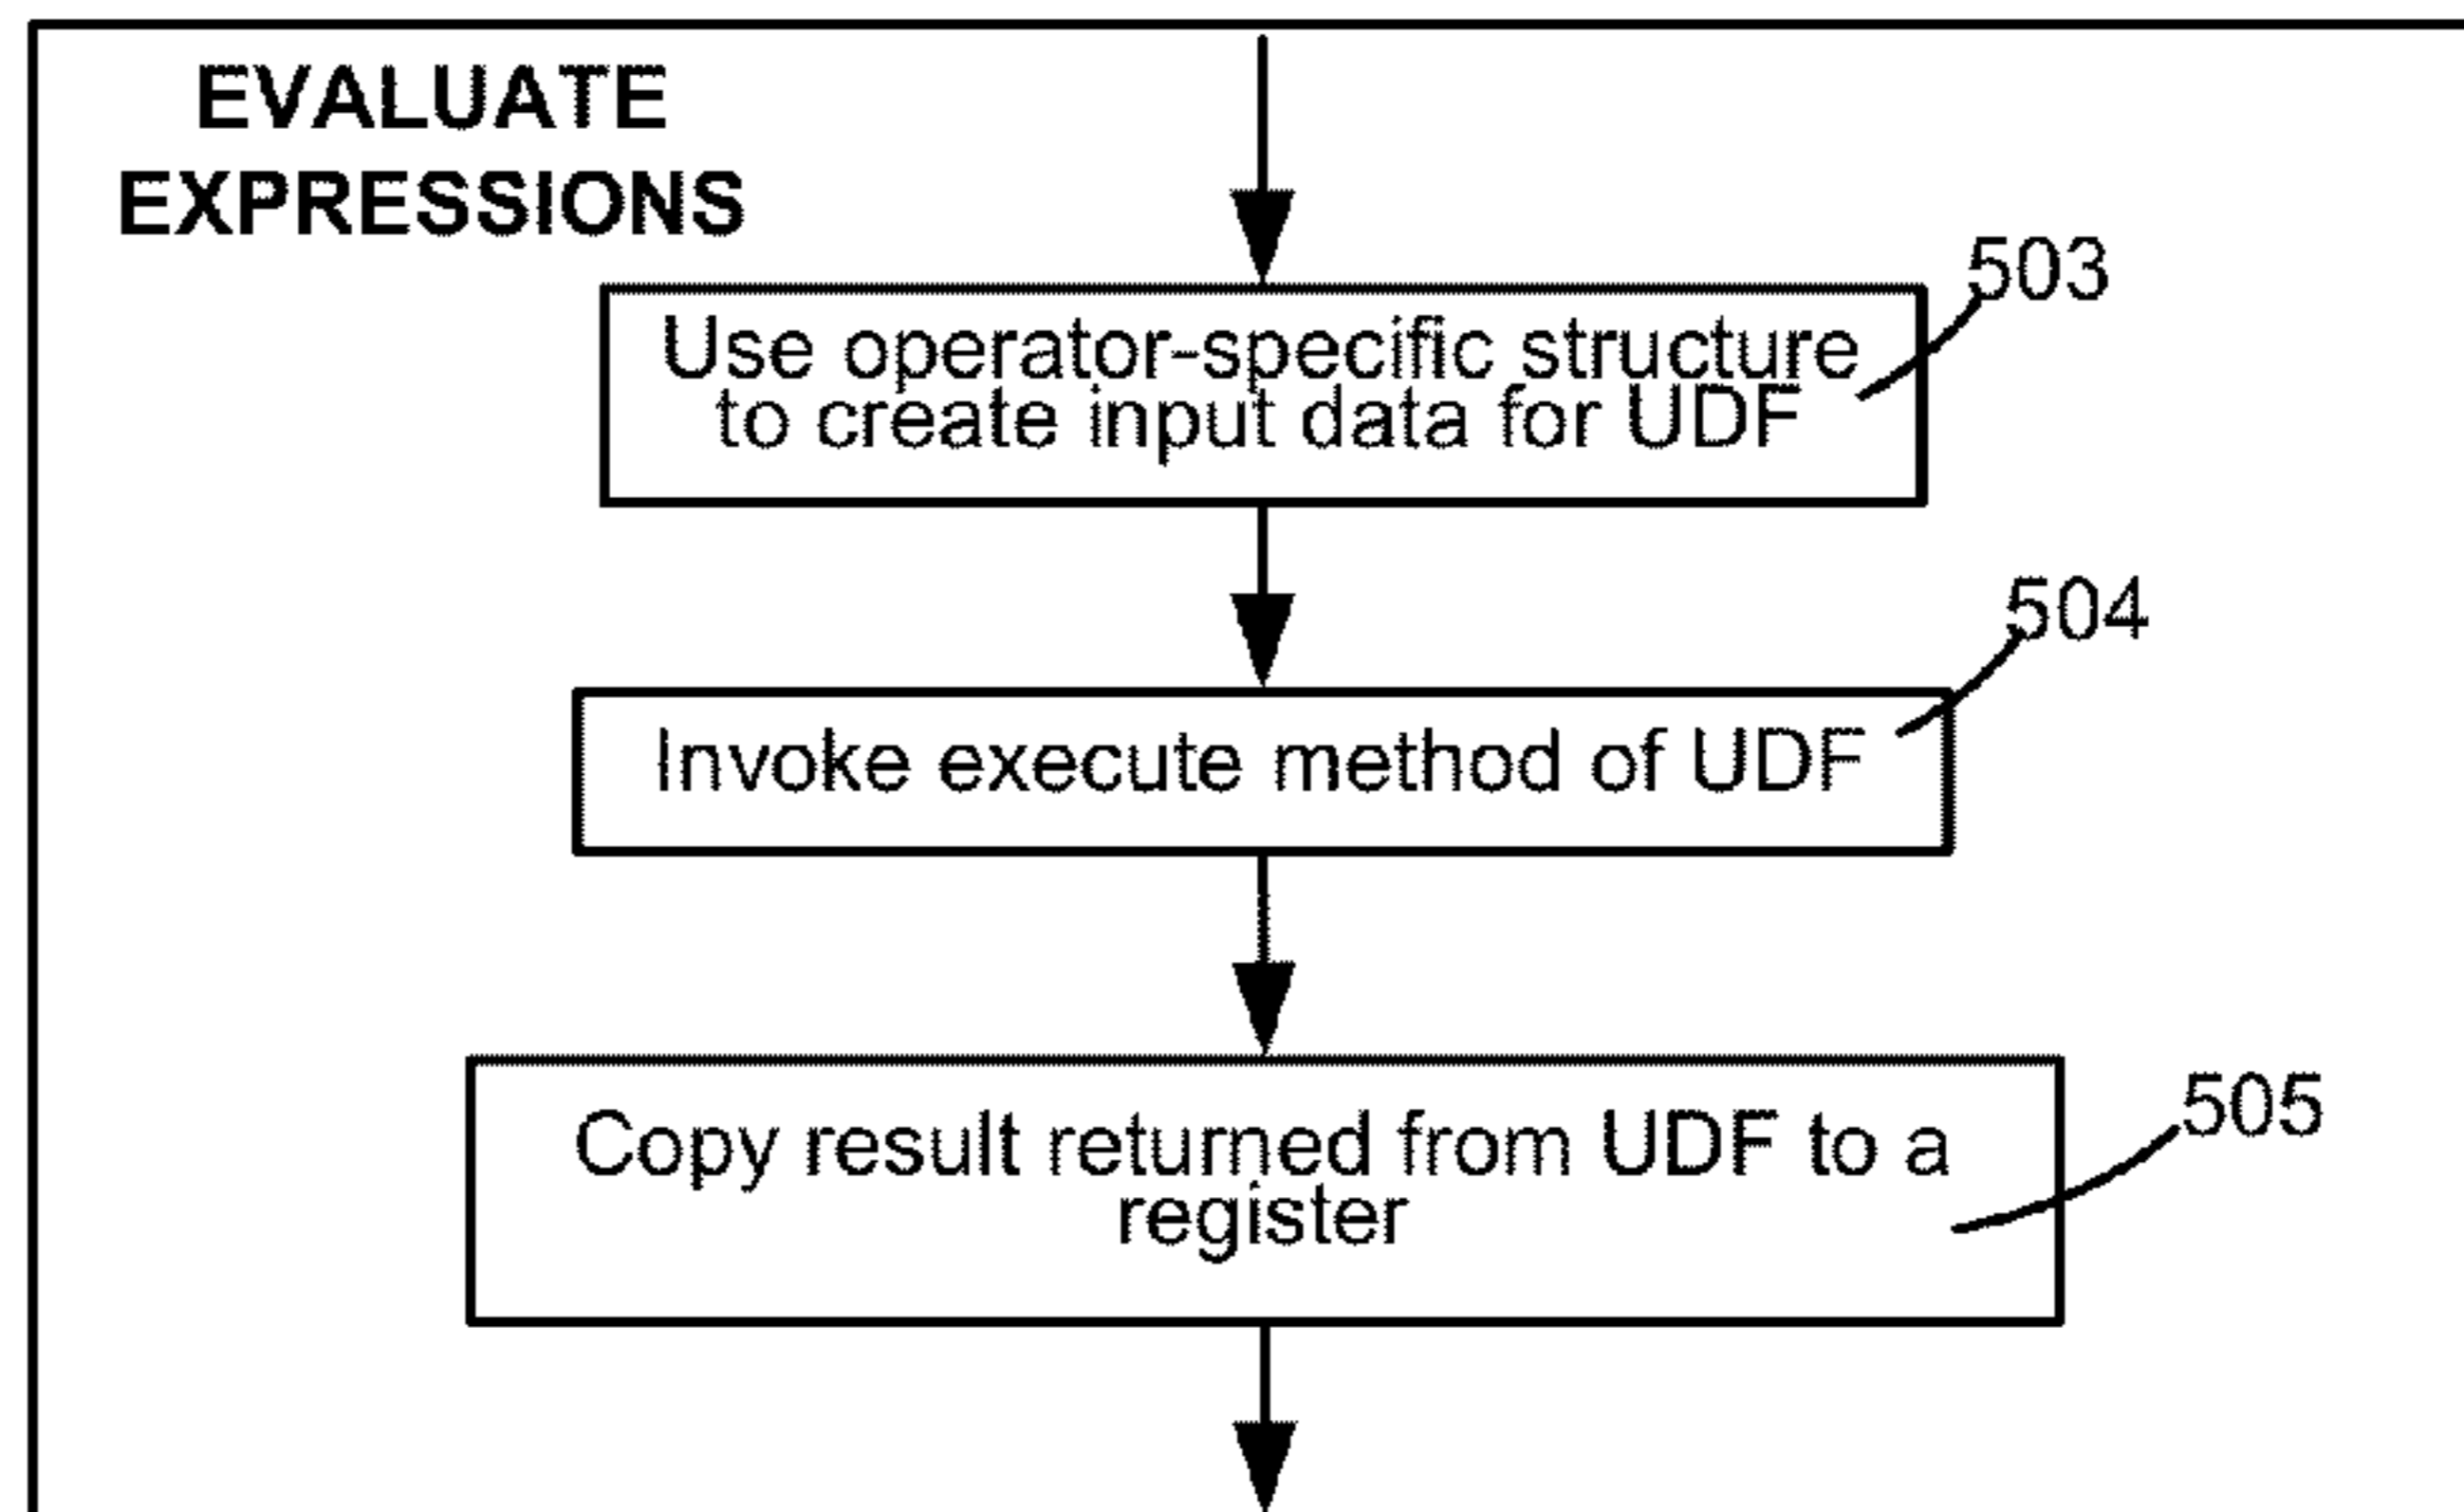 EVALUATE
EXPRESSIONS
503
Use operator-specific structure
to create input data for UDF
504
Invoke execute method of UDF
505
Copy result returned from UDF to a
register